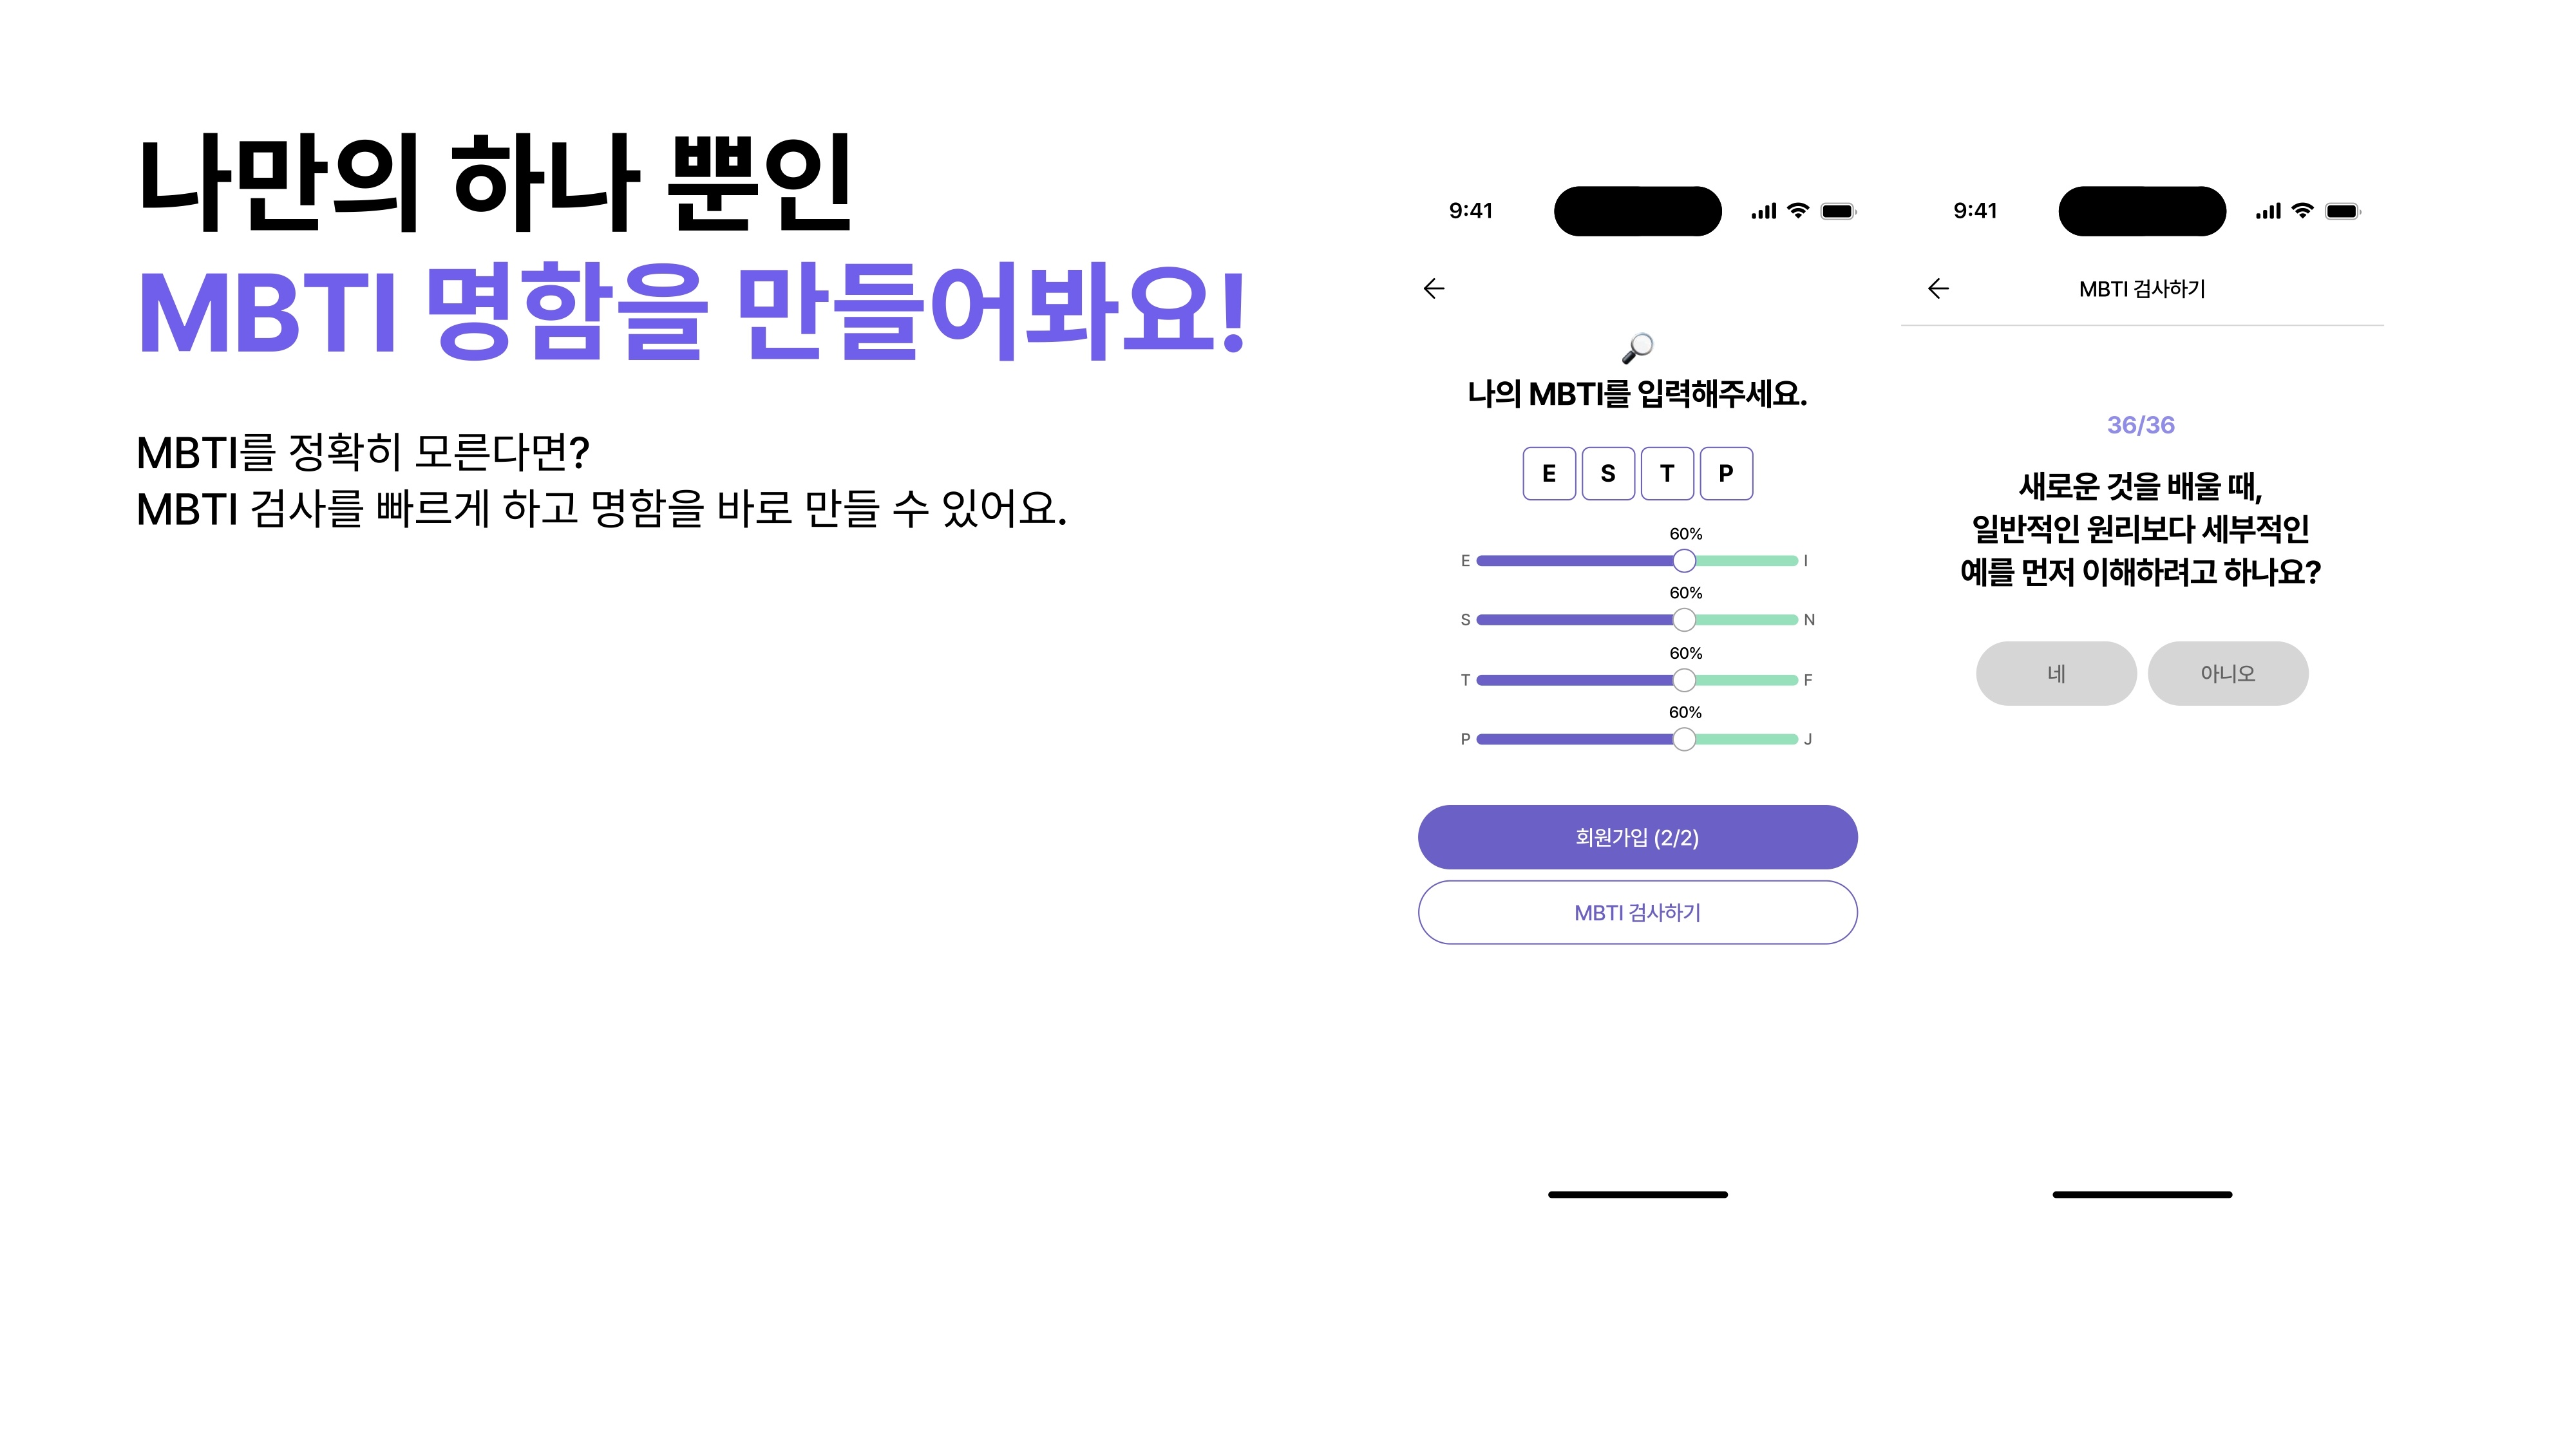 나만의 하나 뿐인
MBTI 명함을 만들어봐요!
MBTI를 정확히 모른다면?
MBTI 검사를 빠르게 하고 명함을 바로 만들 수 있어요.
9:41
나의 MBTI를 입력해주세요.
E S T P
60%
E I
60%
S N
60%
T F
60%
P J
회원가입 (2/2)
MBTI 검사하기
9:41
MBTI 검사하기
36/36
새로운 것을 배울 때,
일반적인 원리보다 세부적인
예를 먼저 이해하려고 하나요?
네 아니오